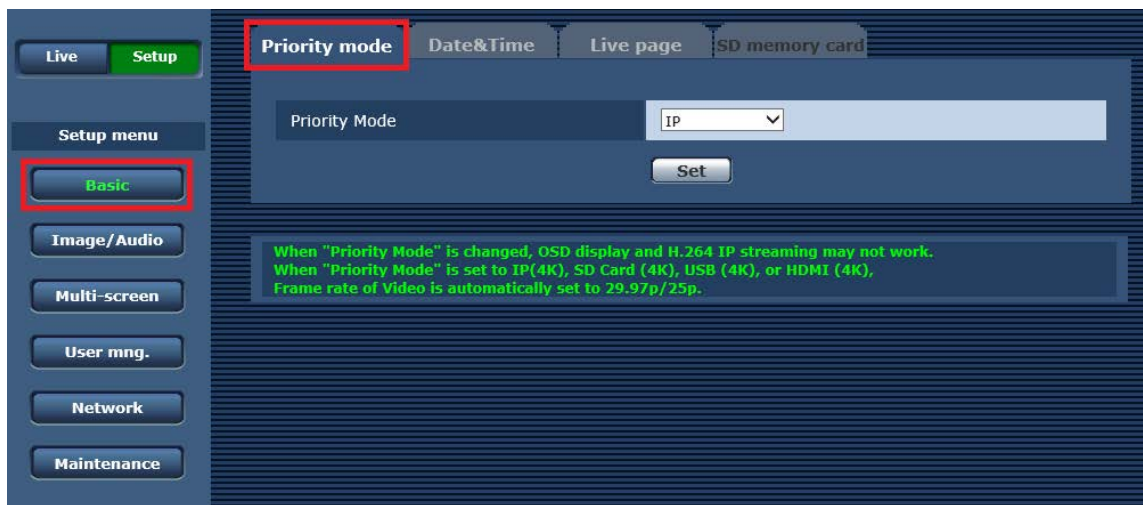 Live Setup
Setup menu
Basic
Image/Audio
Multi-screen
User mng.
Network
Maintenance
Priority mode Date&Time Live page SD memory card
Priority Mode IP
Set
When "Priority Mode" is changed, OSD display and H.264 IP streaming may not work.
When "Priority Mode" is set to IP(4K), SD Card (4K), USB (4K), or HDMI (4K),
Frame rate of Video is automatically set to 29.97p/25p.